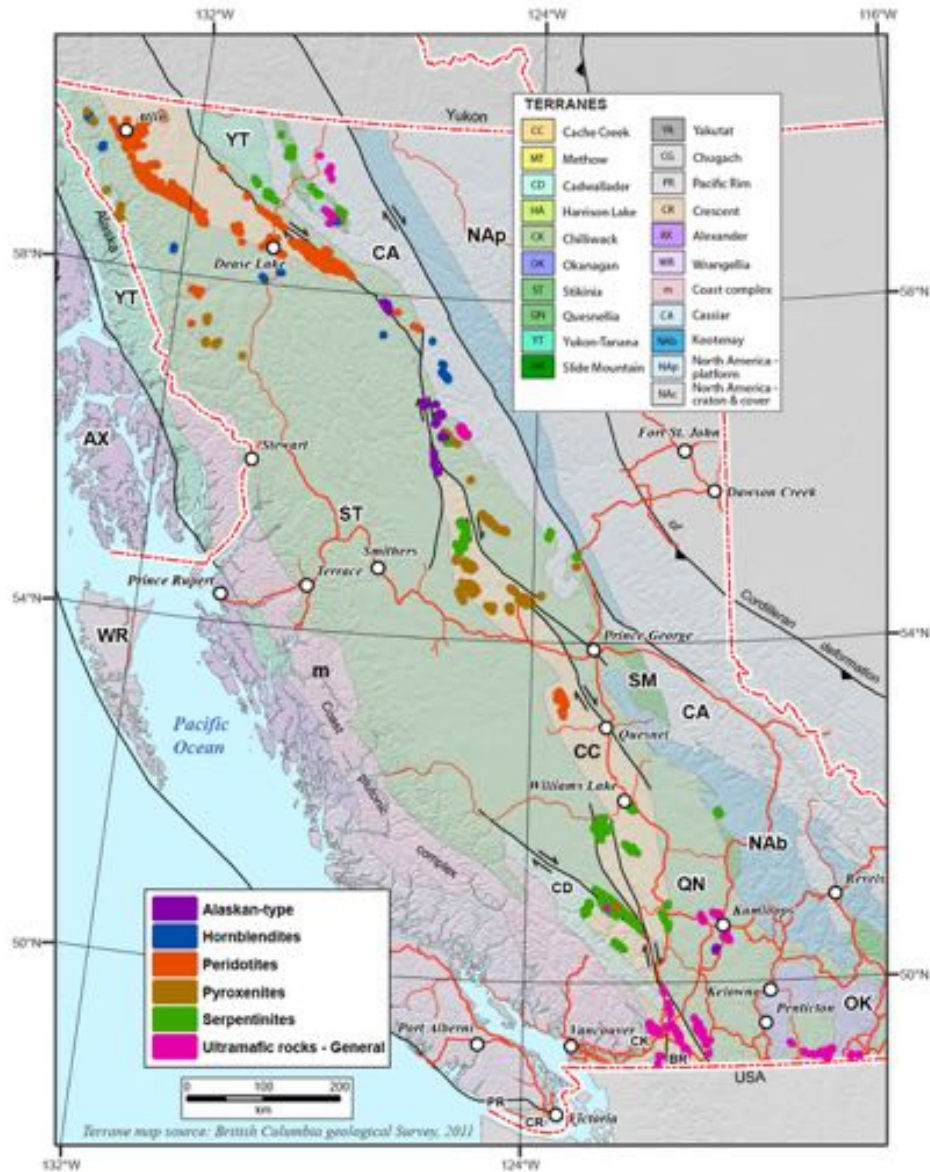 132°W 124°W 116°W
Yukon
TERRANES
CC Cache Creek
MT Methow
CD Cadwallader
HA Harrison Lake
CK Chilliwack
OK Okanagan
ST Stikinia
QN Quesnellia
YT Yukon-Tanana
Slide Mountain
YA Yakutat
CG Chugach
PR Pacific Rim
CR Crescent
AX Alexander
WR Wrangellia
m Coast complex
CA Cassiar
NAb Kootenay
NAp North America -
platform
NAc North America -
craton & cover
Atlin
YT
NAp
58°N
Alaska
Dease Lake
CA
58°N
YT
Fort St. John
AX
Stewart
Dawson Creek
ST
of
Smithers
Terrace
Prince Rupert
54°N
Cordilleran
deformation
54°N
WR
Prince George
m
SM
CA
Pacific
Ocean
Coast
plutonic
complex
Quesnel
CC
Williams Lake
NAb
CD
QN
Revels
Kamloops
50°N
50°N
Kelowna
Penticton
OK
Alaskan-type
Hornblendites
Peridotites
Pyroxenites
Serpentinites
Ultramafic rocks - General
Port Alberni
Vancouver
CK
BR
USA
0 100 200
km
PR
CR
Victoria
Terrane map source: British Columbia geological Survey, 2011
132°W 124°W